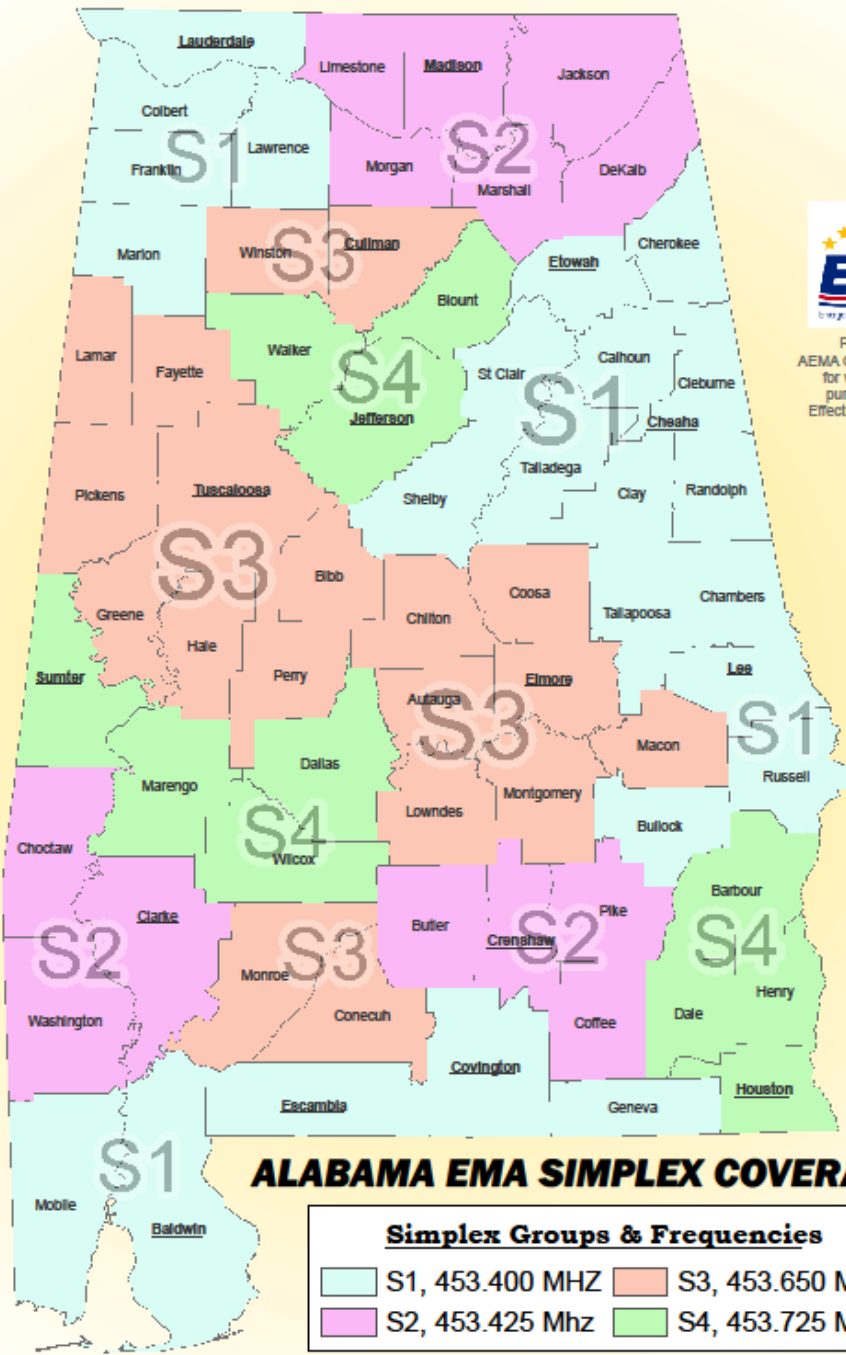 Lauderdale
Limestone
Madison
Jackson
Colbert
Lawrence
S1
S2
Franklin
Morgan
DeKalb
Marshall
Marion
Winston
Cullman
S3
Etowah
Cherokee
Blount
Lamar
Fayette
Walker
S4
Jefferson
St Clair
Calhoun
Cleburne
S1
Cheaha
Talladega
AEMA
for
Effect
Pickens
Tuscaloosa
Shelby
Clay
Randolph
S3
Bibb
Greene
Hale
Chilton
Coosa
Tallapoosa
Chambers
Sumter
Perry
Autauga
Elmore
Lee
S3
Macon
S1
Russell
Marengo
Dallas
Lowndes
Montgomery
Bullock
S4
Wilcox
Choctaw
Clarke
S2
Washington
Monroe
S3
Conecuh
Butler
Crenshaw
S2
Pike
Coffee
Barbour
S4
Henry
Dale
Covington
Escambia
Geneva
Houston
S1
Mobile
Baldwin
ALABAMA EMA SIMPLEX COVERA
Simplex Groups & Frequencies
S1, 453.400 MHZ
S3, 453.650 M
S2, 453.425 Mhz
S4, 453.725 M